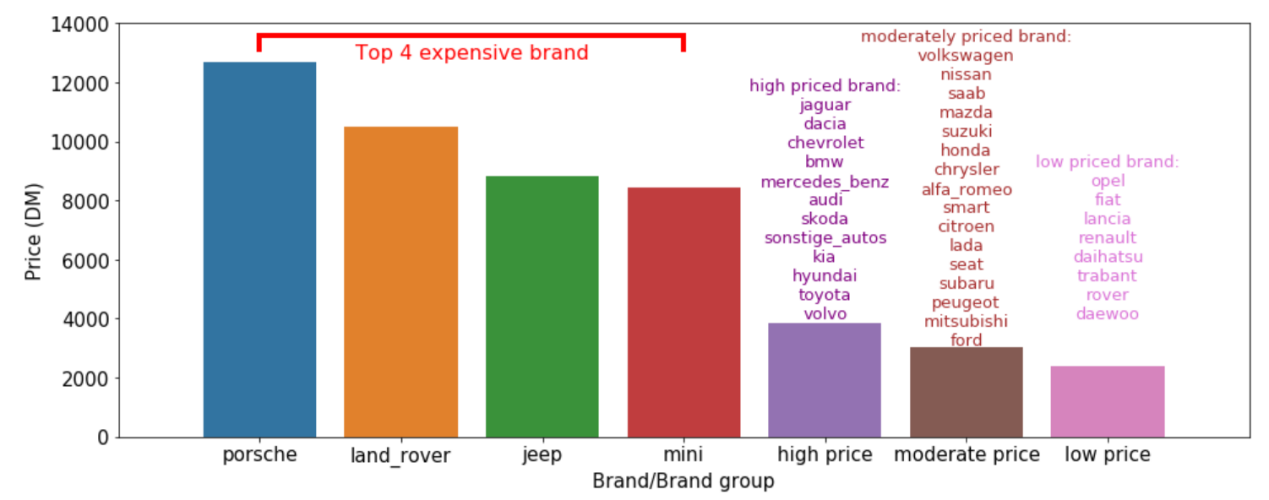 14000
12000
10000
8000
6000
4000
2000
0
Price (DM)
Top 4 expensive brand
high priced brand:
jaguar
dacia
chevrolet
bmw
mercedes_benz
audi
skoda
sonstige_autos
kia
hyundai
toyota
volvo
moderately priced brand:
volkswagen
nissan
saab
mazda
suzuki
honda
chrysler
alfa_romeo
smart
citroen
lada
seat
subaru
peugeot
mitsubishi
ford
low priced brand:
opel
fiat
lancia
renault
daihatsu
trabant
rover
daewoo
porsche land_rover jeep mini high price moderate price low price
Brand/Brand group